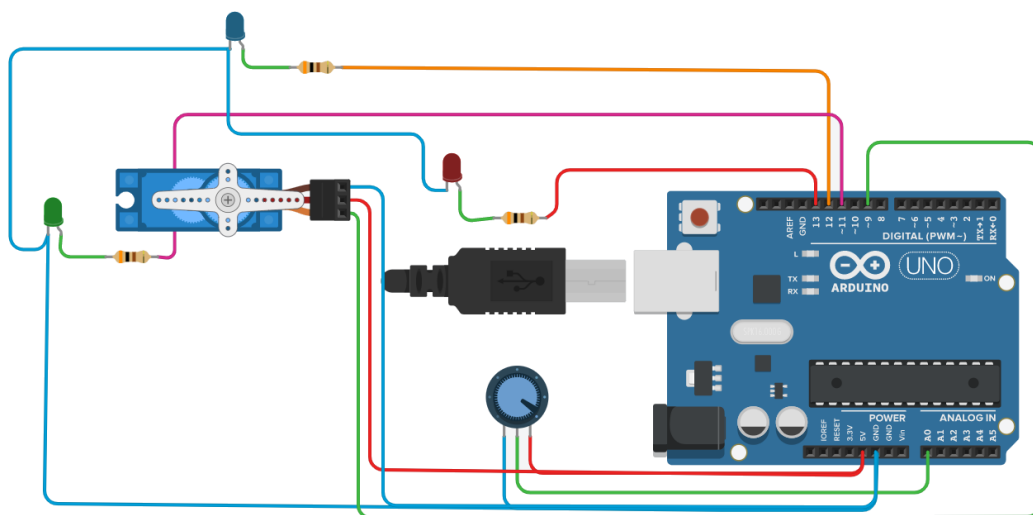 AREF
GND
13
12
~11
~10
~9
8
7
~6
~5
4
~3
2
TX→1
RX←0
DIGITAL (PWM~)
L
TX
RX
ARDUINO
UNO
ON
POWER
ANALOG IN
IOREF
RESET
3.3V
5V
GND
GND
Vin
A0
A1
A2
A3
A4
A5